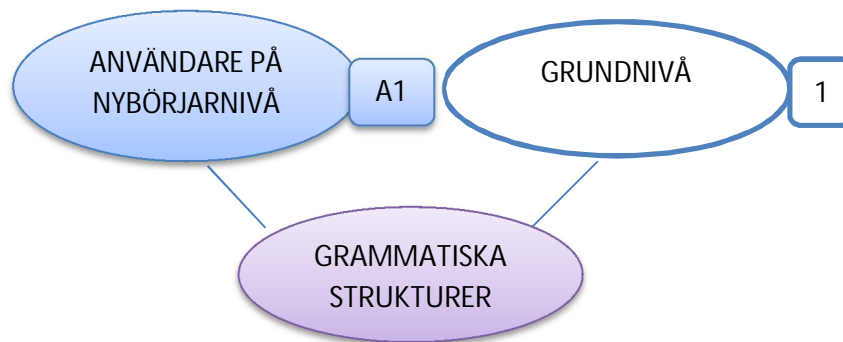 ANVÄNDARE PÅ
NYBÖRJARNIVÅ
A1
GRUNDNIVÅ
1
GRAMMATISKA
STRUKTURER